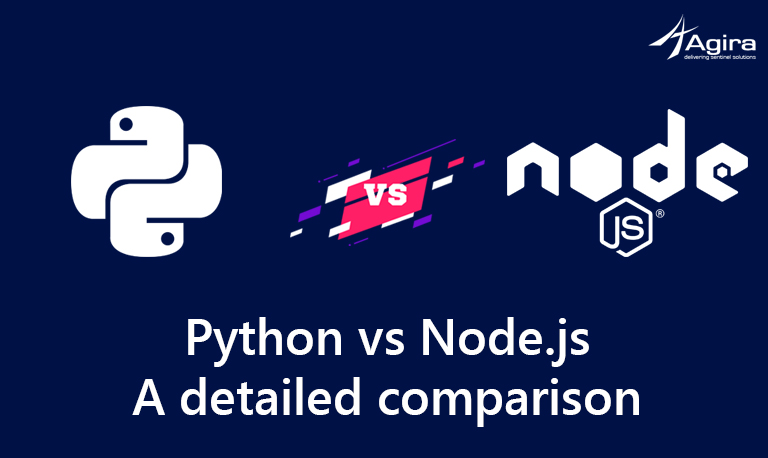 Agira
delivering sentinel solutions
VS
node
JS®
Python vs Node.js
A detailed comparison